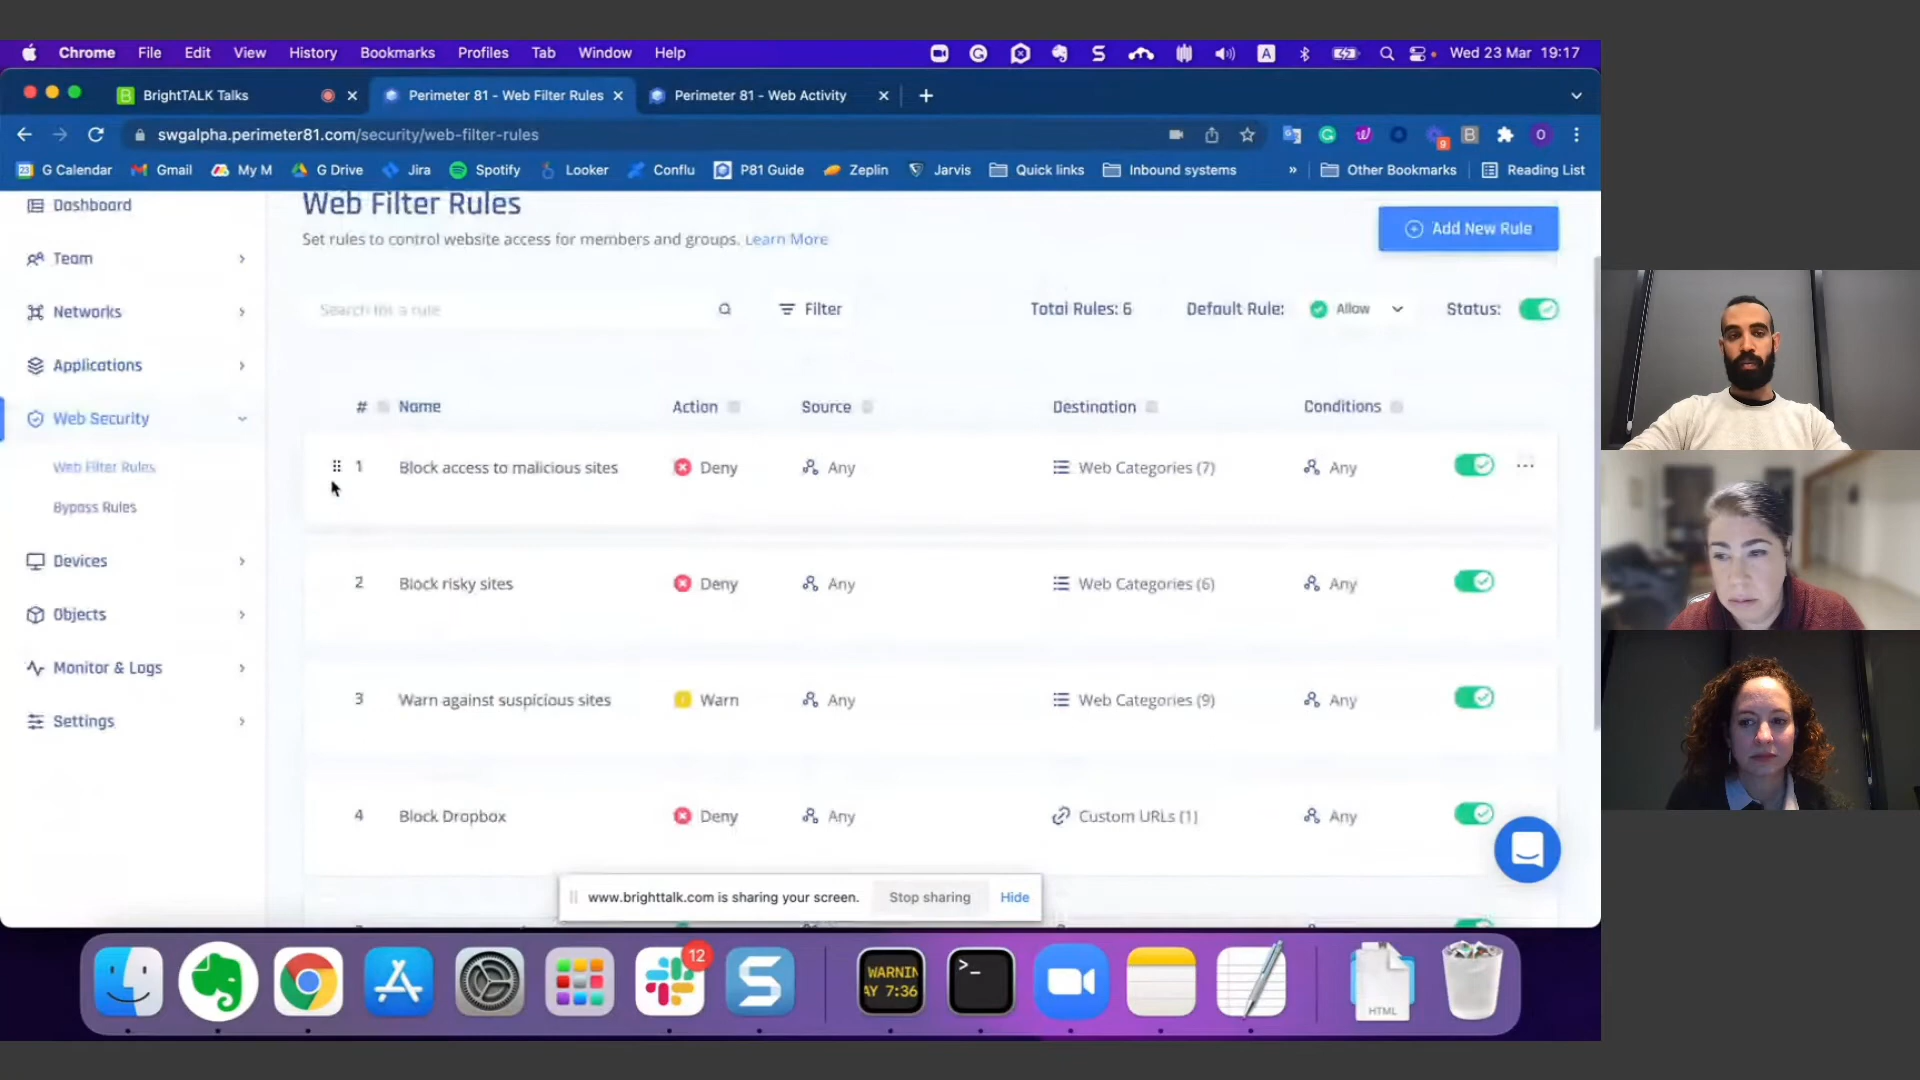 Chrome File Edit View History Bookmarks Profiles Tab Window Help A Wed 23 Mar 19:17
BrightTALK Talks Perimeter 81 - Web Filter Rules Perimeter 81 - Web Activity
swgalpha.perimeter81.com/security/web-filter-rules 9 B O
23 G Calendar Gmail My M G Drive Jira Spotify Looker Conflu P81 Guide Zeplin Jarvis Quick links Inbound systems » Other Bookmarks Reading List
Dashboard
Team
Networks
Applications
Web Security
Web Filter Rules
Bypass Rules
Devices
Objects
Monitor & Logs
Settings
Web Filter Rules
Set rules to control website access for members and groups. Learn More
Add New Rule
Search for a rule Filter Total Rules: 6 Default Rule: Allow Status:
# Name Action Source Destination Conditions
1 Block access to malicious sites Deny Any Web Categories (7) Any
2 Block risky sites Deny Any Web Categories (6) Any
3 Warn against suspicious sites Warn Any Web Categories (9) Any
4 Block Dropbox Deny Any Custom URLs (1) Any
www.brighttalk.com is sharing your screen. Stop sharing Hide
12
WARNIN
AY 7:36
>_
HTML